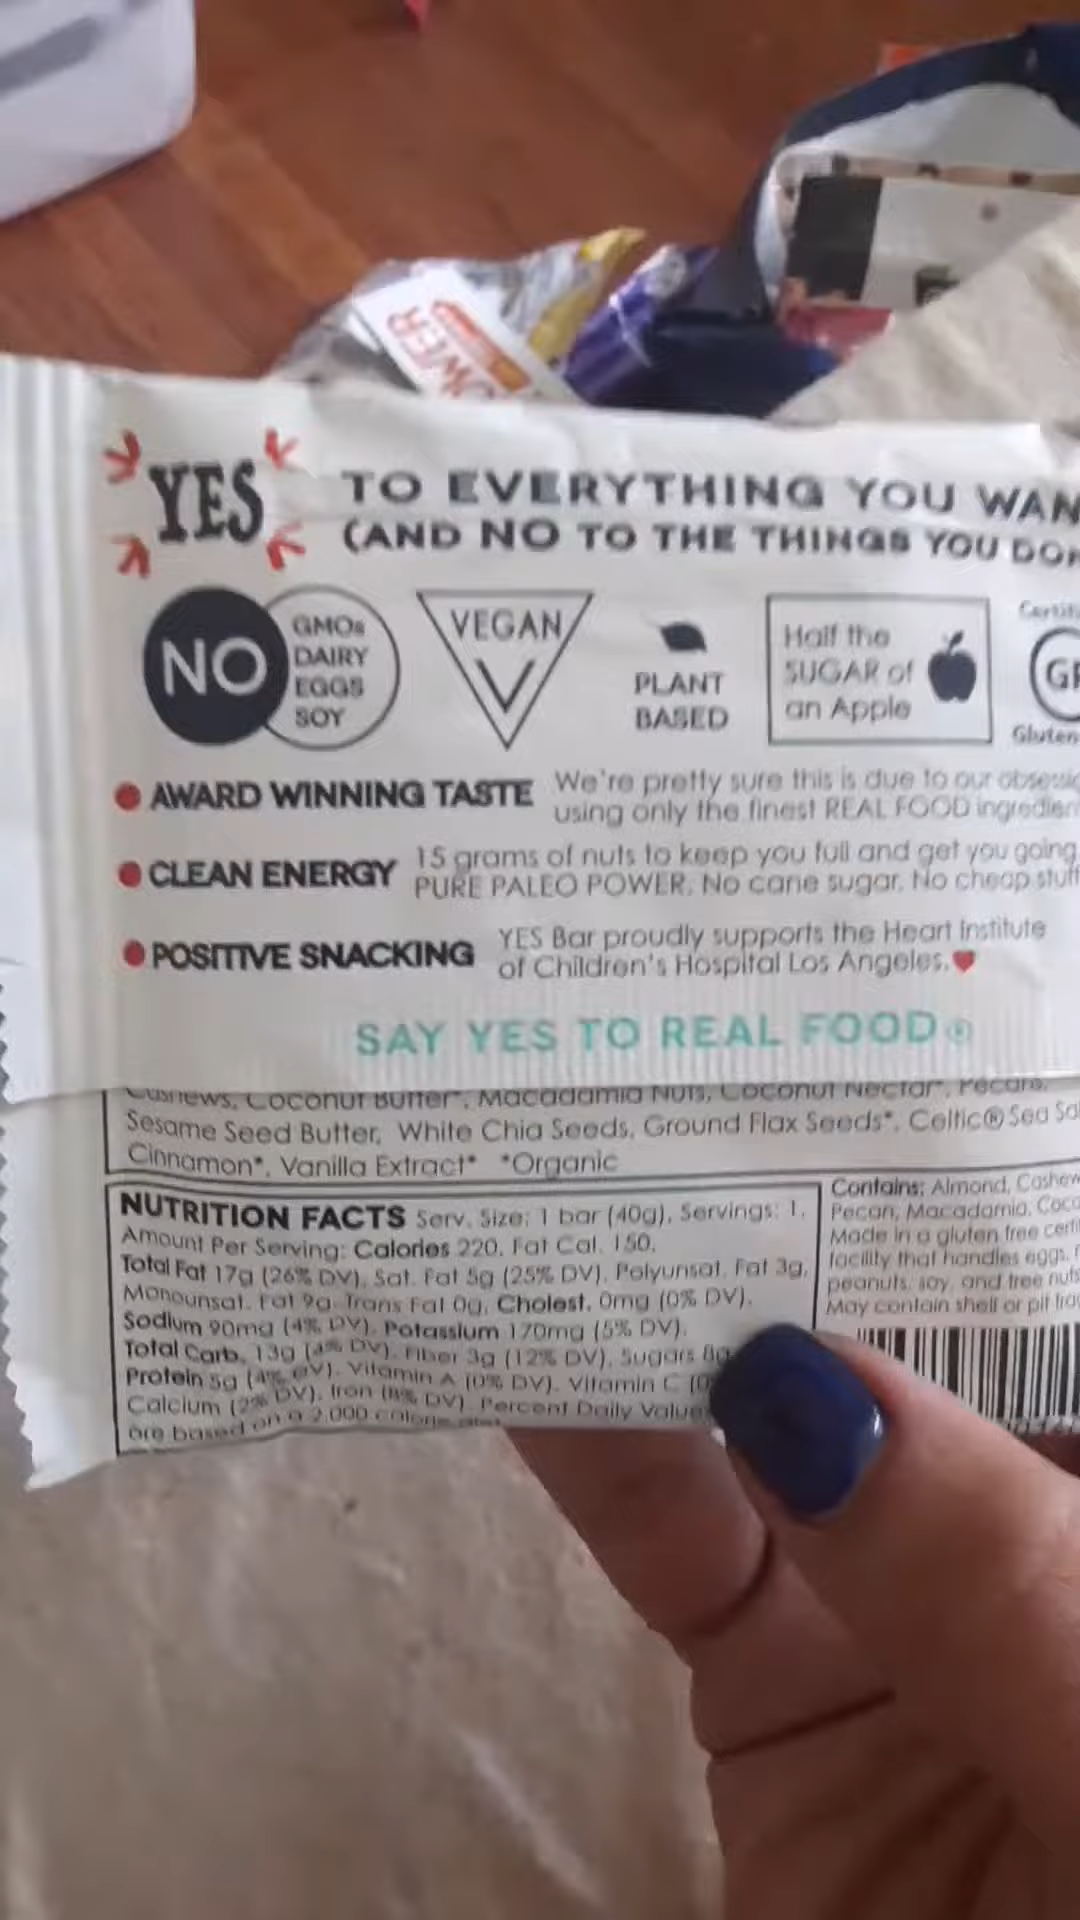 YES
TO EVERYTHING YOU WAN
(AND NO TO THE THINGS YOU DON
NO
GMOs
DAIRY
EGGS
SOY
VEGAN
V
PLANT
BASED
Half the
SUGAR of
an Apple
Certifi
GF
Gluten
AWARD WINNING TASTE We're pretty sure this is due to our obsessio
using only the finest REAL FOOD ingredien
CLEAN ENERGY 15 grams of nuts to keep you full and get you going.
PURE PALEO POWER. No cane sugar. No cheap stuff
POSITIVE SNACKING YES Bar proudly supports the Heart Institute
of Children's Hospital Los Angeles.
SAY YES TO REAL FOOD®
Cashews, Coconut Butter*, Macadamia Nuts, Coconut Nectar*, Pecans,
Sesame Seed Butter, White Chia Seeds, Ground Flax Seeds*, Celtic® Sea Sal
Cinnamon*, Vanilla Extract* *Organic
NUTRITION FACTS Serv. Size: 1 bar (40g), Servings: 1,
Amount Per Serving: Calories 220, Fat Cal. 150,
Total Fat 17g (26% DV), Sat. Fat 5g (25% DV), Polyunsat. Fat 3g,
Monounsat. Fat 9g, Trans Fat 0g, Cholest. 0mg (0% DV),
Sodium 90mg (4% DV), Potassium 170mg (5% DV),
Total Carb. 13g (4% DV), Fiber 3g (12% DV), Sugars 8g
Protein 5g (4% DV), Vitamin A (0% DV), Vitamin C (0
Calcium (2% DV), Iron (8% DV). Percent Daily Value
are based on a 2,000 calorie
Contains: Almond, Cashew
Pecan, Macadamia, Coco
Made in a gluten free certi
facility that handles eggs,
peanuts, soy, and tree nuts
May contain shell or pit fra